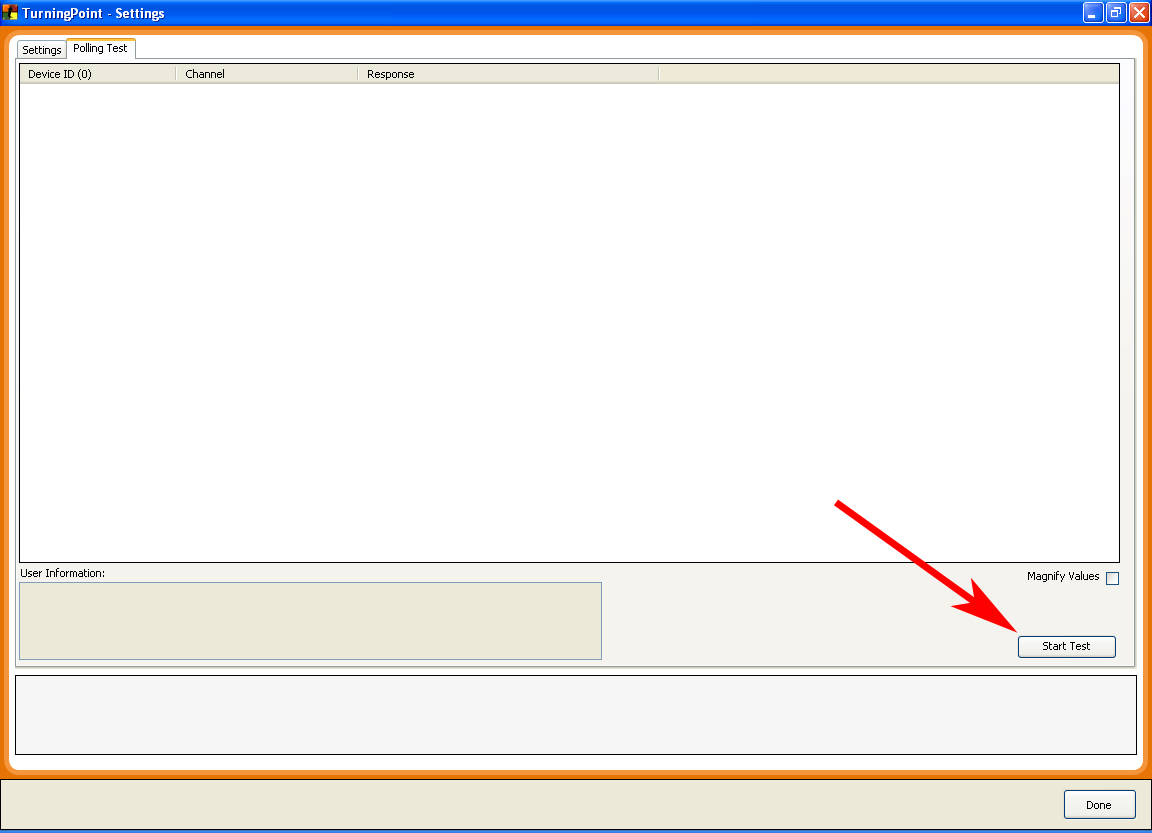 TurningPoint - Settings
Settings
Polling Test
Device ID (0) Channel Response
User Information:
Magnify Values
Start Test
Done